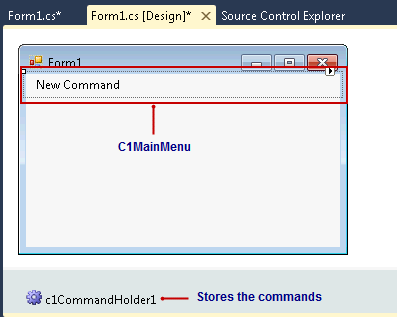 Form1.cs* Form1.cs [Design]* Source Control Explorer
Form1
New Command
C1MainMenu
c1CommandHolder1 Stores the commands